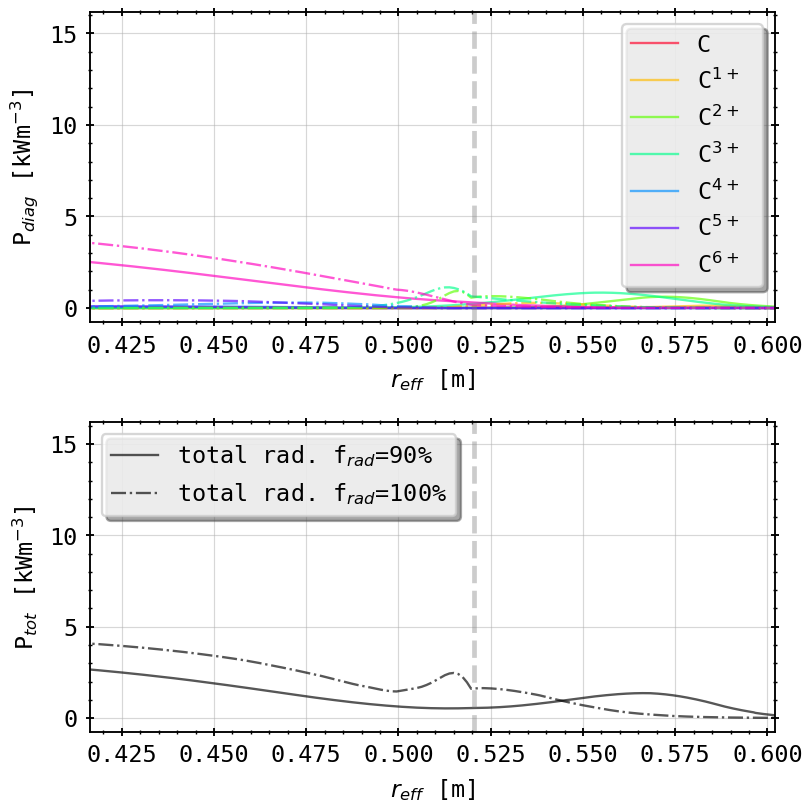 15
10
5
0
P_diag [kWm^−3]
C
C^1+
C^2+
C^3+
C^4+
C^5+
C^6+
0.425 0.450 0.475 0.500 0.525 0.550 0.575 0.600
r_eff [m]
15
10
5
0
P_tot [kWm^−3]
total rad. f_rad=90%
total rad. f_rad=100%
0.425 0.450 0.475 0.500 0.525 0.550 0.575 0.600
r_eff [m]